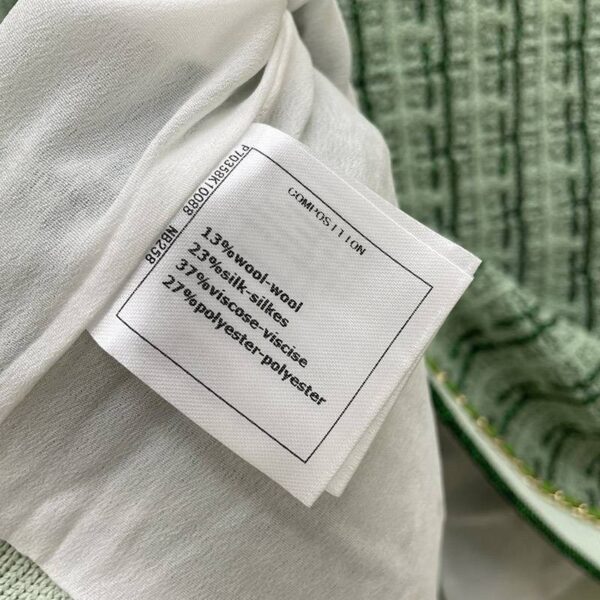 P70358K10088 NB258
COMPOSITION
13%wool-wool
23%silk-silkes
37%viscose-viscise
27%polyester-polyester